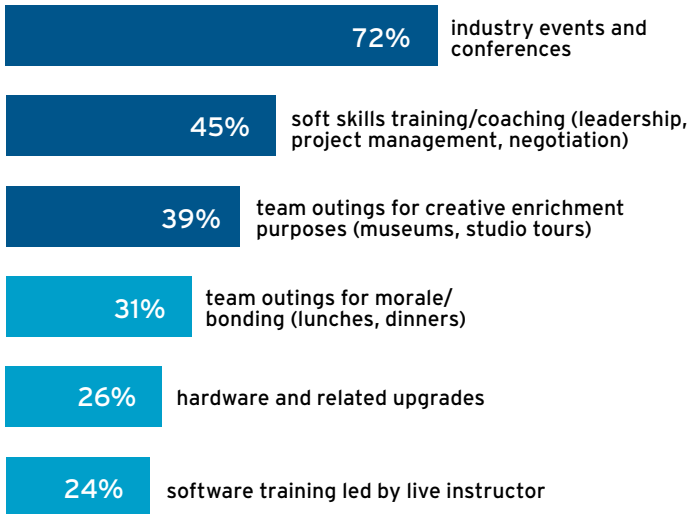 72%
industry events and
conferences
45%
soft skills training/coaching (leadership,
project management, negotiation)
39%
team outings for creative enrichment
purposes (museums, studio tours)
31%
team outings for morale/
bonding (lunches, dinners)
26%
hardware and related upgrades
24%
software training led by live instructor